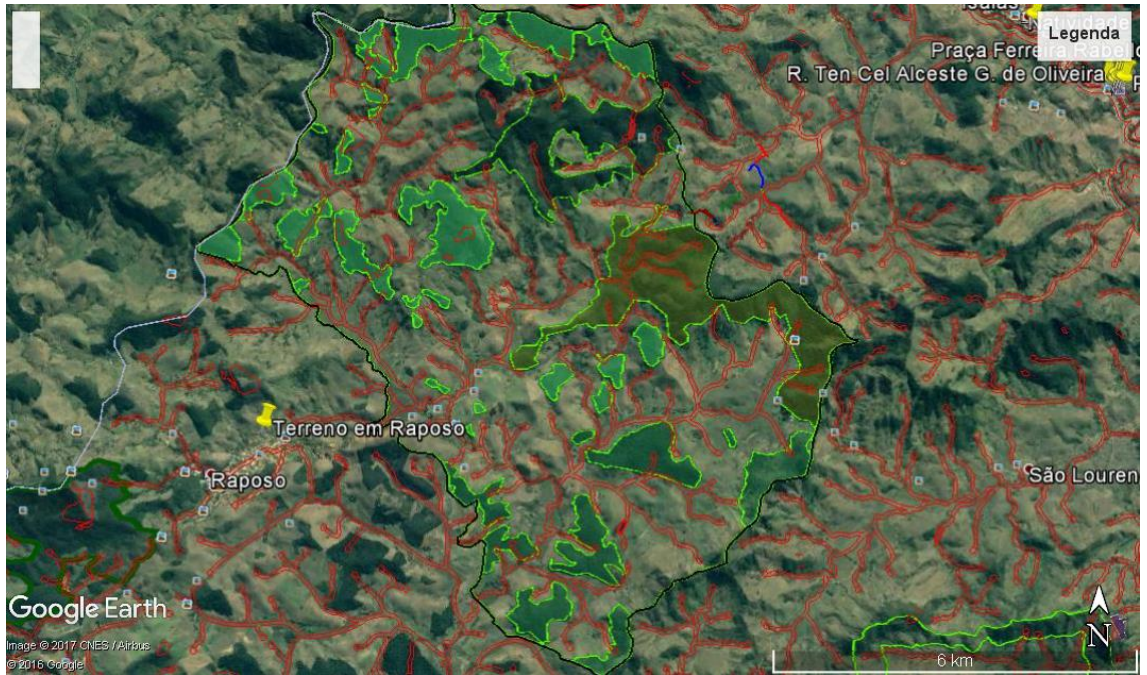 Legenda
Natividade
Praça Ferreira Rabello
R. Ten Cel Alceste G. de Oliveira
Terreno em Raposo
Raposo
São Louren
Google Earth
N
Image © 2017 CNES / Airbus
© 2016 Google
6 km